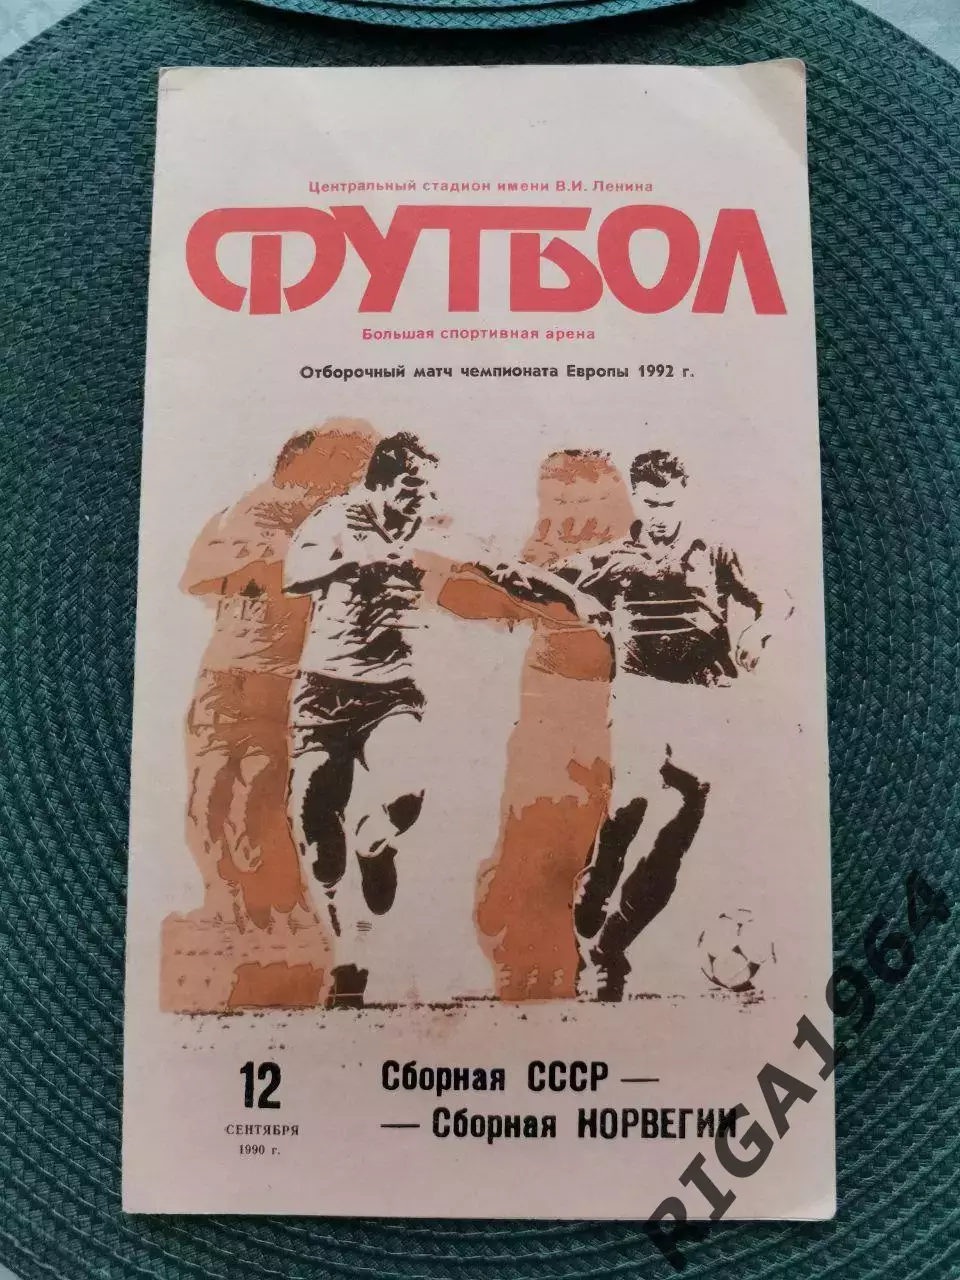 Центральный стадион имени В.И. Ленина
ФУТБОЛ
Большая спортивная арена
Отборочный матч чемпионата Европы 1992 г.
12
СЕНТЯБРЯ
1990 г.
Сборная СССР —
— Сборная НОРВЕГИИ
RIGA1964